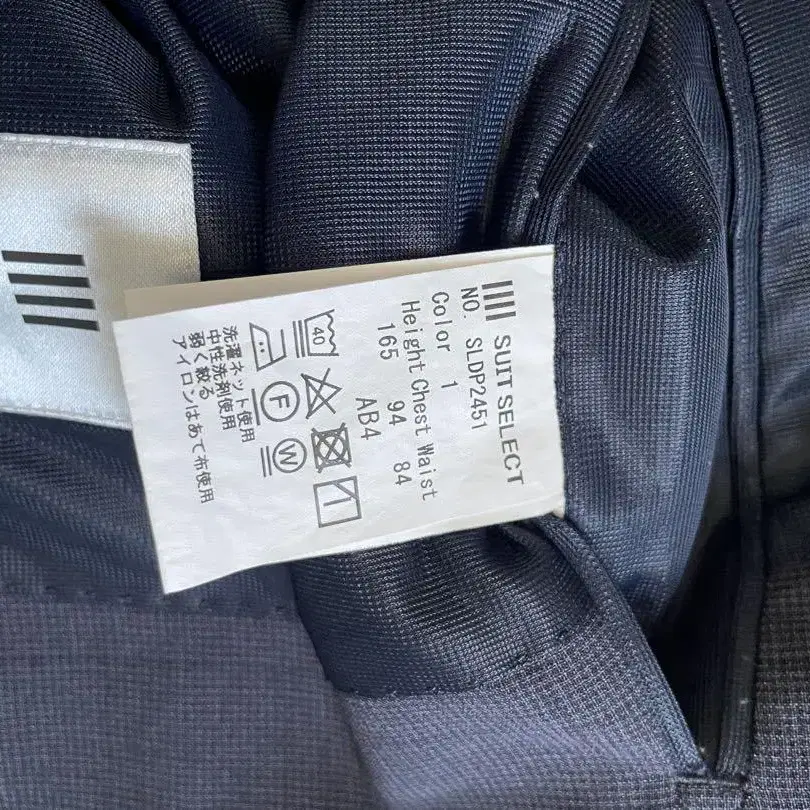 SUIT SELECT
NO. SLDP2451
Color 1
Height Chest Waist
165 94 84
AB4
40
F
W
洗濯ネット使用
中性洗剤使用
弱く絞る
アイロンはあて布使用